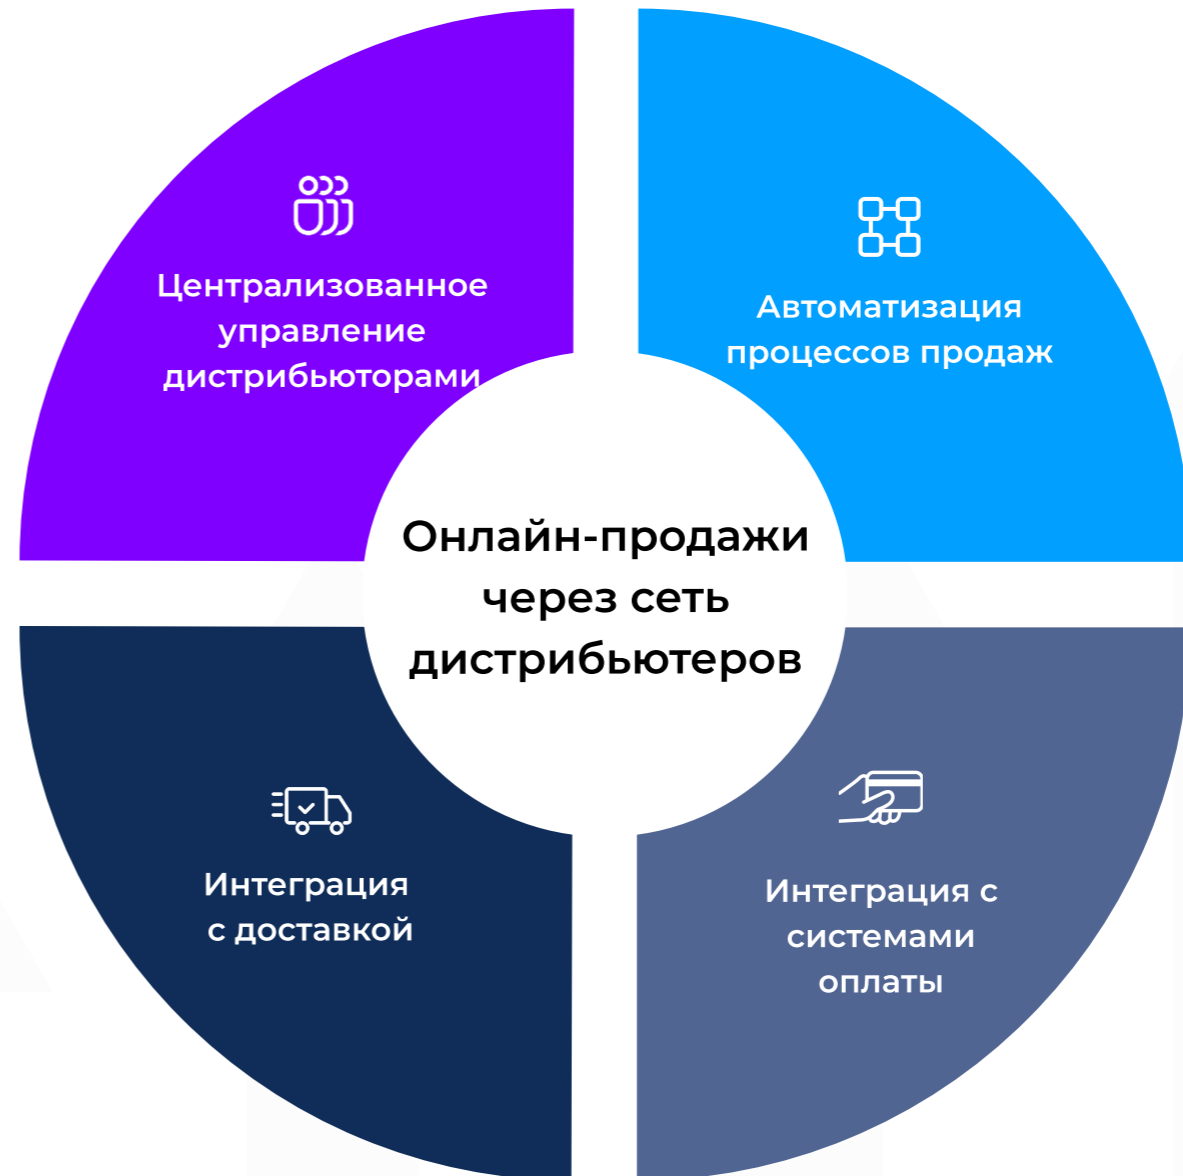 Централизованное
управление
дистрибьюторами
Автоматизация
процессов продаж
Онлайн-продажи
через сеть
дистрибьютеров
Интеграция
с доставкой
Интеграция с
системами
оплаты